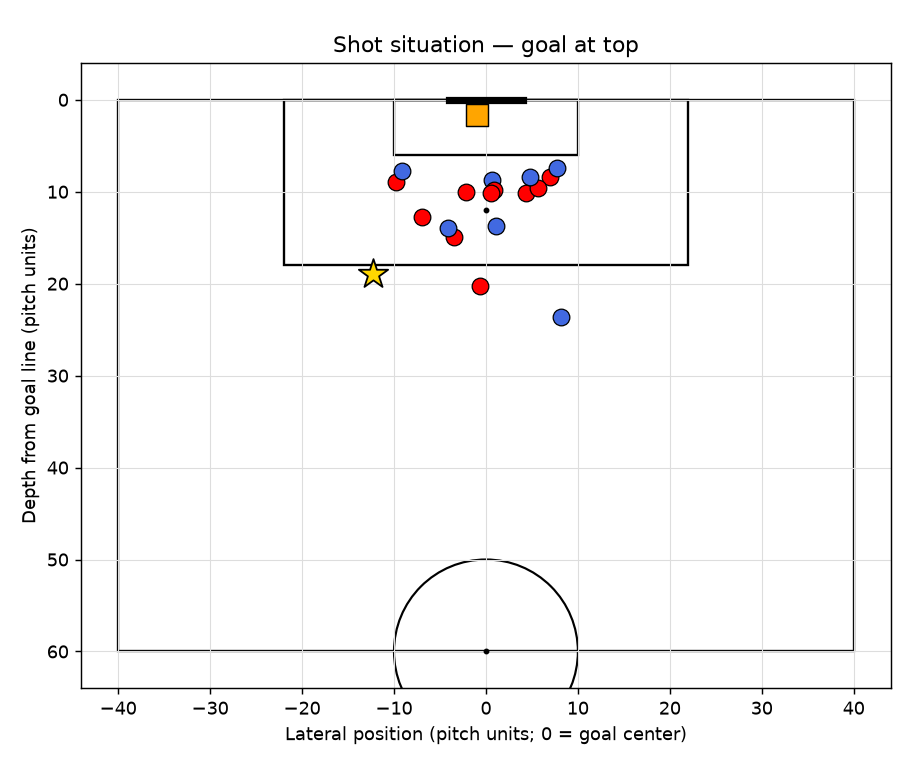 Shot situation — goal at top
0
10
20
30
40
50
60
Depth from goal line (pitch units)
−40 −30 −20 −10 0 10 20 30 40
Lateral position (pitch units; 0 = goal center)